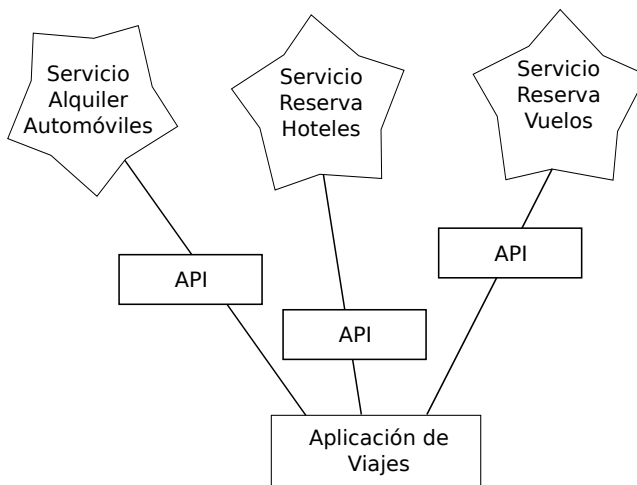 Servicio
Alquiler
Automóviles
Servicio
Reserva
Hoteles
Servicio
Reserva
Vuelos
API
API
API
Aplicación de
Viajes